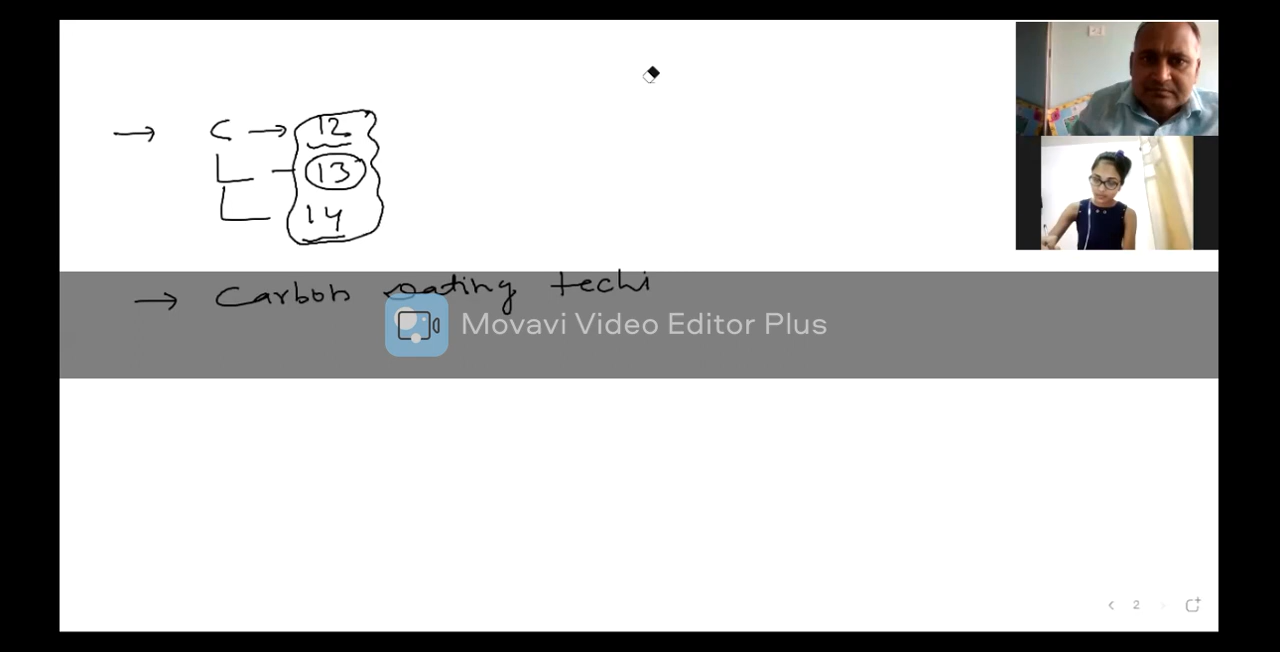 → C → 12
13
14
→ Carbon dating techi
Movavi Video Editor Plus
2